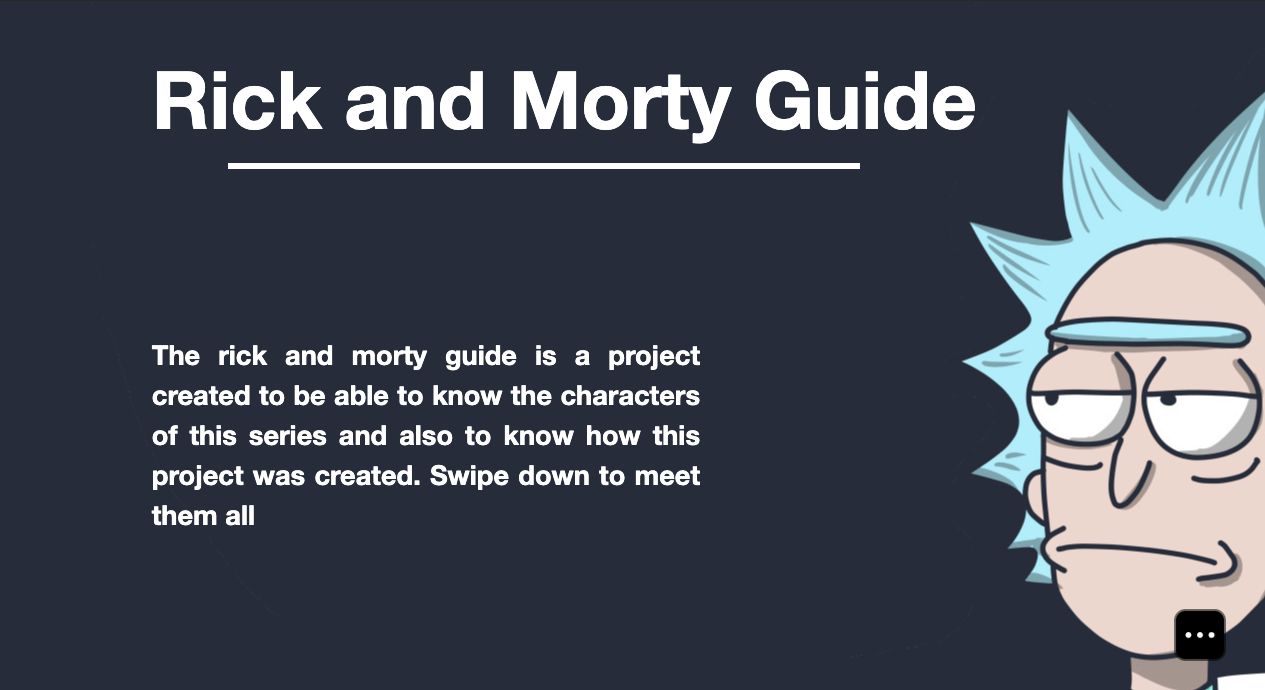 Rick and Morty Guide
The rick and morty guide is a project
created to be able to know the characters
of this series and also to know how this
project was created. Swipe down to meet
them all